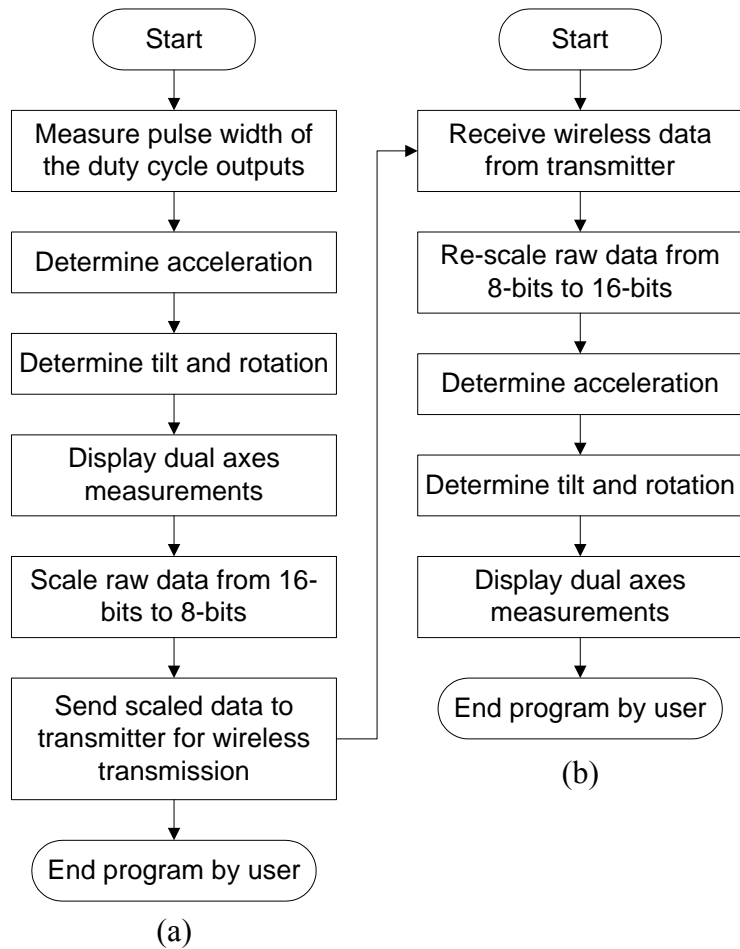 Start
Measure pulse width of
the duty cycle outputs
Determine acceleration
Determine tilt and rotation
Display dual axes
measurements
Scale raw data from 16-
bits to 8-bits
Send scaled data to
transmitter for wireless
transmission
End program by user
(a)
Start
Receive wireless data
from transmitter
Re-scale raw data from
8-bits to 16-bits
Determine acceleration
Determine tilt and rotation
Display dual axes
measurements
End program by user
(b)